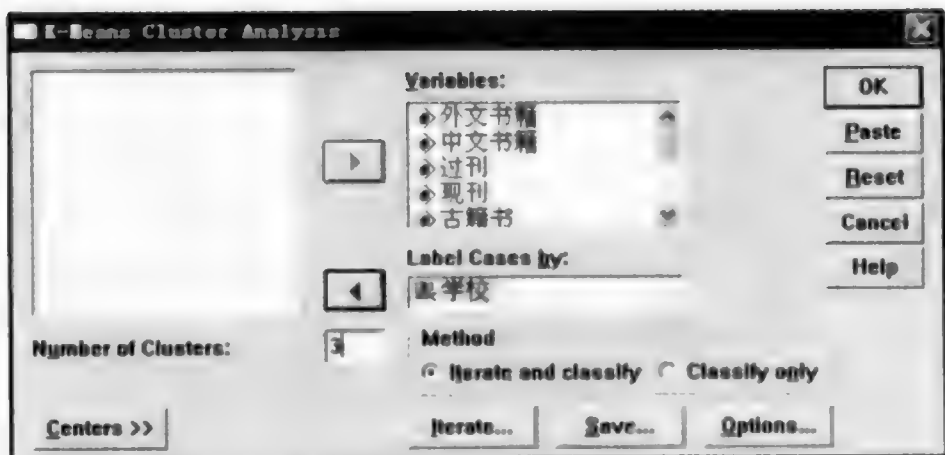 K-Means Cluster Analysis
Variables:
外文书籍
中文书籍
过刊
现刊
古籍书
Label Cases by:
学校
Number of Clusters:
3
Method
Iterate and classify
Classify only
OK
Paste
Reset
Cancel
Help
Centers >>
Iterate...
Save...
Options...